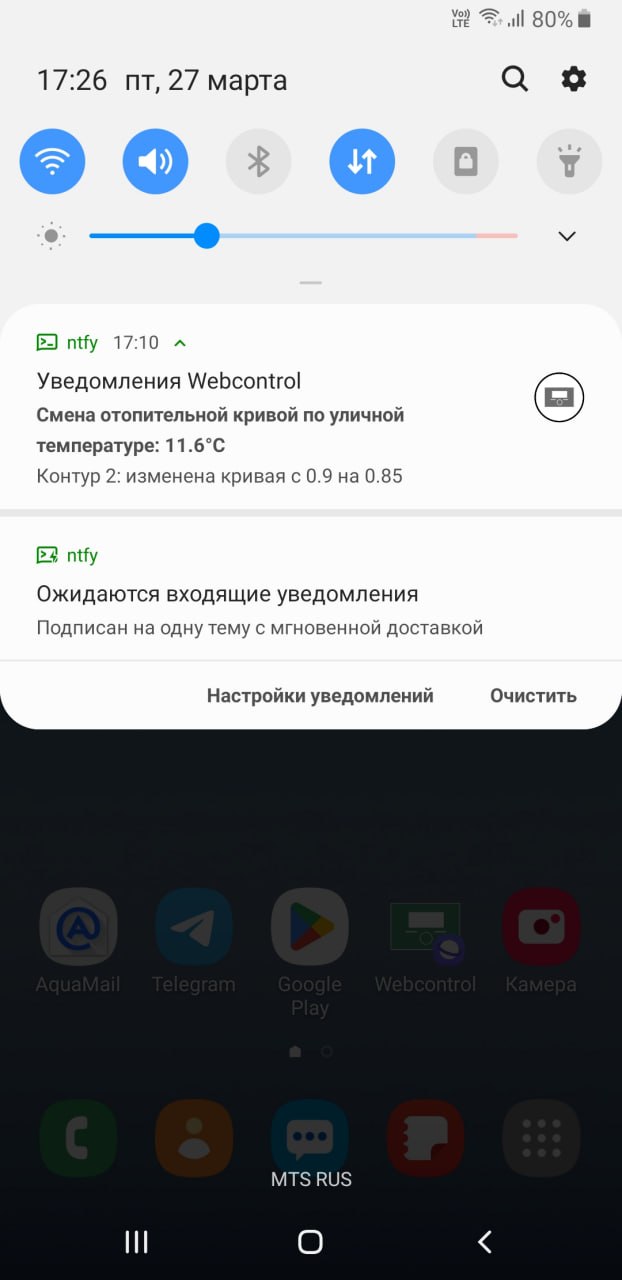 Vo)) LTE 80%
17:26 пт, 27 марта
ntfy 17:10
Уведомления Webcontrol
Смена отопительной кривой по уличной
температуре: 11.6°C
Контур 2: изменена кривая с 0.9 на 0.85
ntfy
Ожидаются входящие уведомления
Подписан на одну тему с мгновенной доставкой
Настройки уведомлений Очистить
AquaMail Telegram Google Webcontrol Камера
Play
MTS RUS